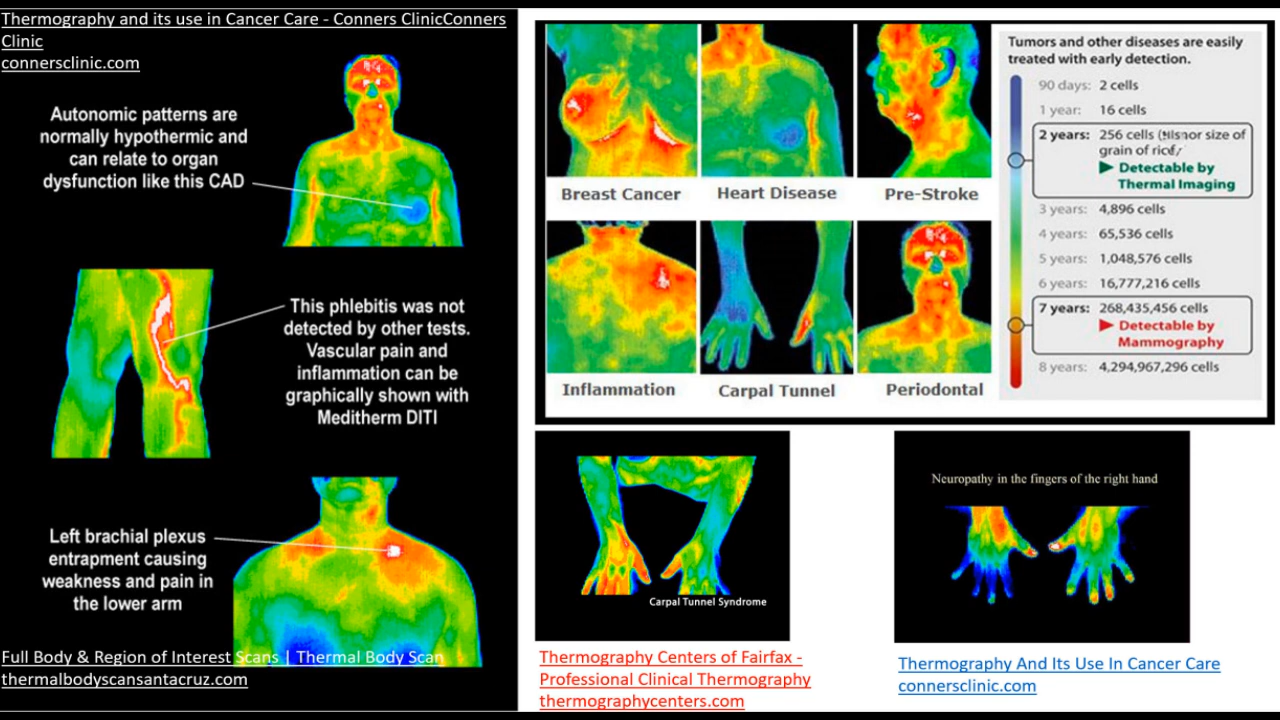 Thermography and its use in Cancer Care - Conners ClinicConners
Clinic
connersclinic.com
Autonomic patterns are
normally hypothermic and
can relate to organ
dysfunction like this CAD
This phlebitis was not
detected by other tests.
Vascular pain and
inflammation can be
graphically shown with
Meditherm DITI
Left brachial plexus
entrapment causing
weakness and pain in
the lower arm
Full Body & Region of Interest Scans | Thermal Body Scan
thermalbodyscansantacruz.com
Breast Cancer
Heart Disease
Pre-Stroke
Inflammation
Carpal Tunnel
Periodontal
Tumors and other diseases are easily
treated with early detection.
90 days: 2 cells
1 year: 16 cells
2 years: 256 cells size of
grain of
Detectable by
Thermal Imaging
3 years: 4,896 cells
4 years: 65,536 cells
5 years: 1,048,576 cells
6 years: 16,777,216 cells
7 years: 268,435,456 cells
Detectable by
Mammography
8 years: 4,294,967,296 cells
Carpal Tunnel Syndrome
Thermography Centers of Fairfax -
Professional Clinical Thermography
thermographycenters.com
Neuropathy in the fingers of the right hand
Thermography And Its Use In Cancer Care
connersclinic.com